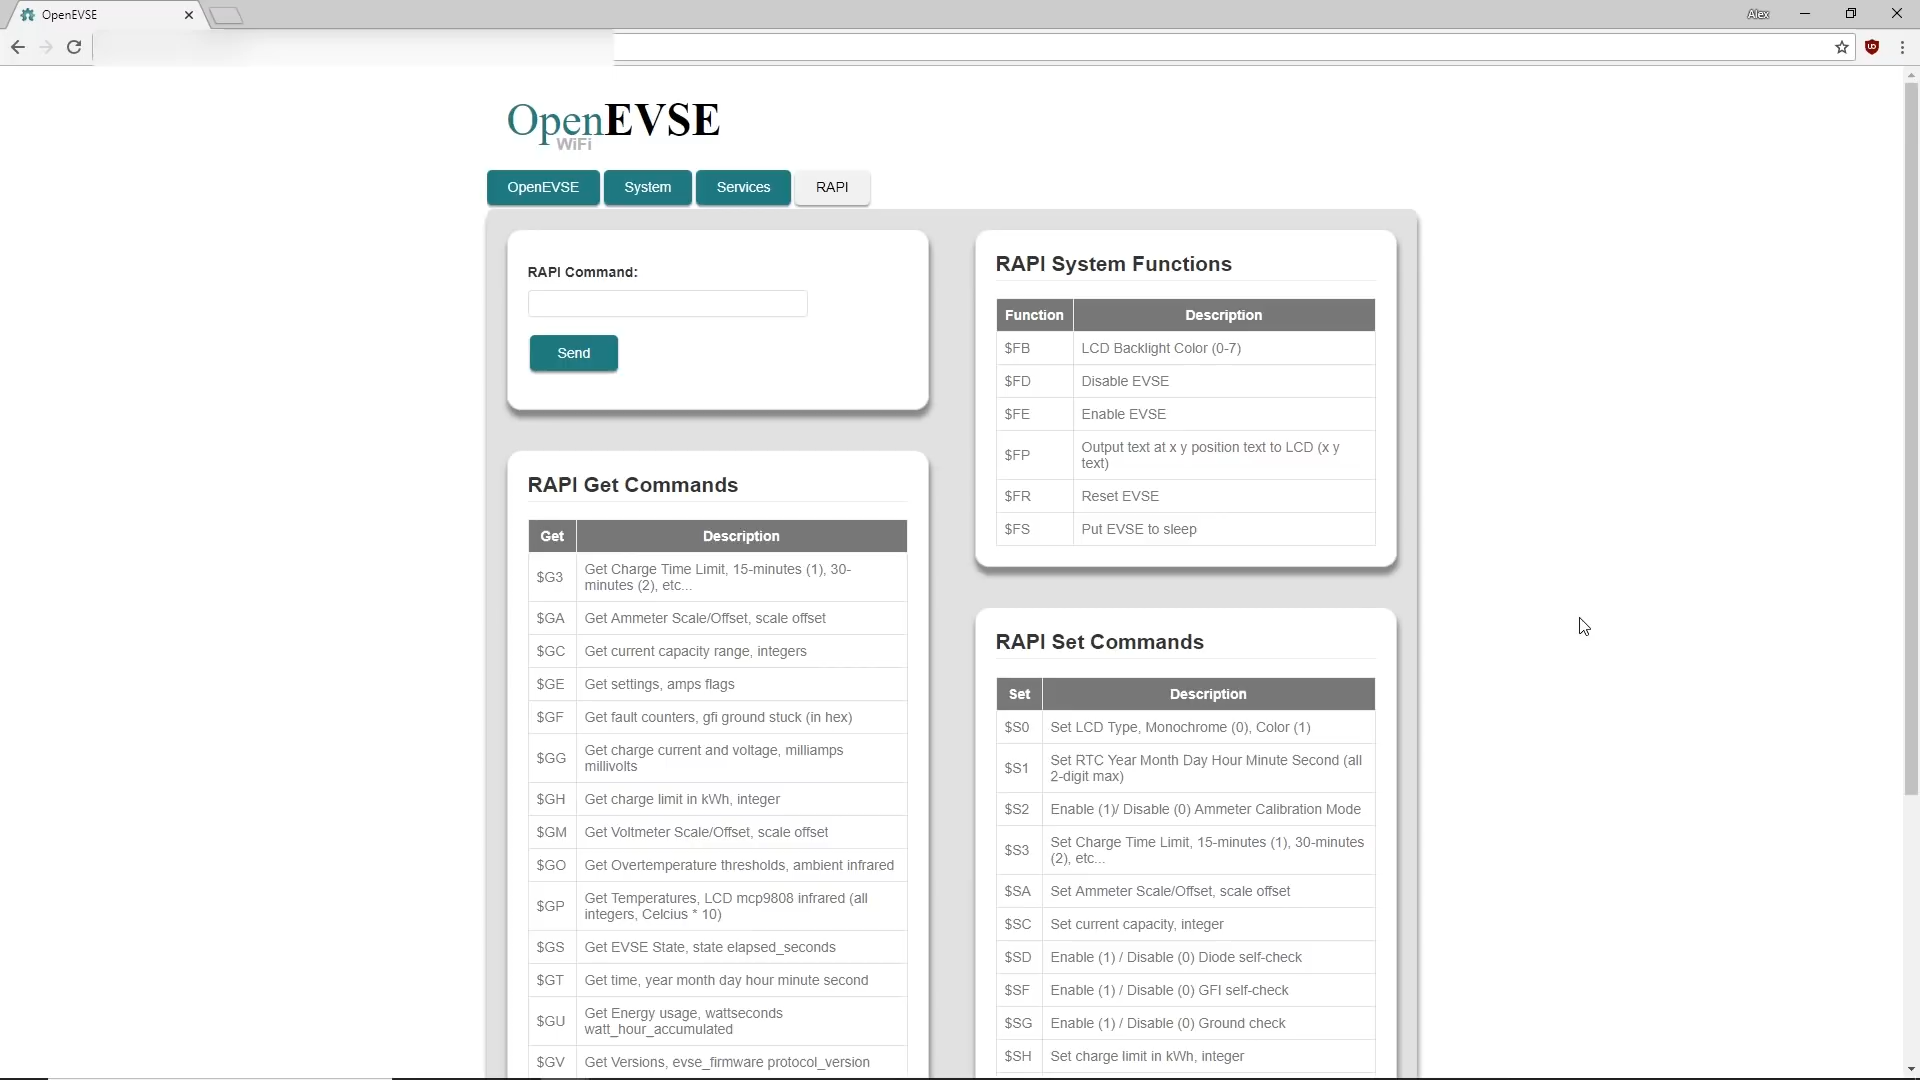 OpenEVSE
Alex
OpenEVSE
WiFi
OpenEVSE
System
Services
RAPI
RAPI Command:
Send
RAPI Get Commands
Get Description
$G3 Get Charge Time Limit, 15-minutes (1), 30-
minutes (2), etc...
$GA Get Ammeter Scale/Offset, scale offset
$GC Get current capacity range, integers
$GE Get settings, amps flags
$GF Get fault counters, gfi ground stuck (in hex)
$GG Get charge current and voltage, milliamps
millivolts
$GH Get charge limit in kWh, integer
$GM Get Voltmeter Scale/Offset, scale offset
$GO Get Overtemperature thresholds, ambient infrared
$GP Get Temperatures, LCD mcp9808 infrared (all
integers, Celcius * 10)
$GS Get EVSE State, state elapsed_seconds
$GT Get time, year month day hour minute second
$GU Get Energy usage, wattseconds
watt_hour_accumulated
$GV Get Versions, evse_firmware protocol_version
RAPI System Functions
Function Description
$FB LCD Backlight Color (0-7)
$FD Disable EVSE
$FE Enable EVSE
$FP Output text at x y position text to LCD (x y
text)
$FR Reset EVSE
$FS Put EVSE to sleep
RAPI Set Commands
Set Description
$S0 Set LCD Type, Monochrome (0), Color (1)
$S1 Set RTC Year Month Day Hour Minute Second (all
2-digit max)
$S2 Enable (1)/ Disable (0) Ammeter Calibration Mode
$S3 Set Charge Time Limit, 15-minutes (1), 30-minutes
(2), etc...
$SA Set Ammeter Scale/Offset, scale offset
$SC Set current capacity, integer
$SD Enable (1) / Disable (0) Diode self-check
$SF Enable (1) / Disable (0) GFI self-check
$SG Enable (1) / Disable (0) Ground check
$SH Set charge limit in kWh, integer